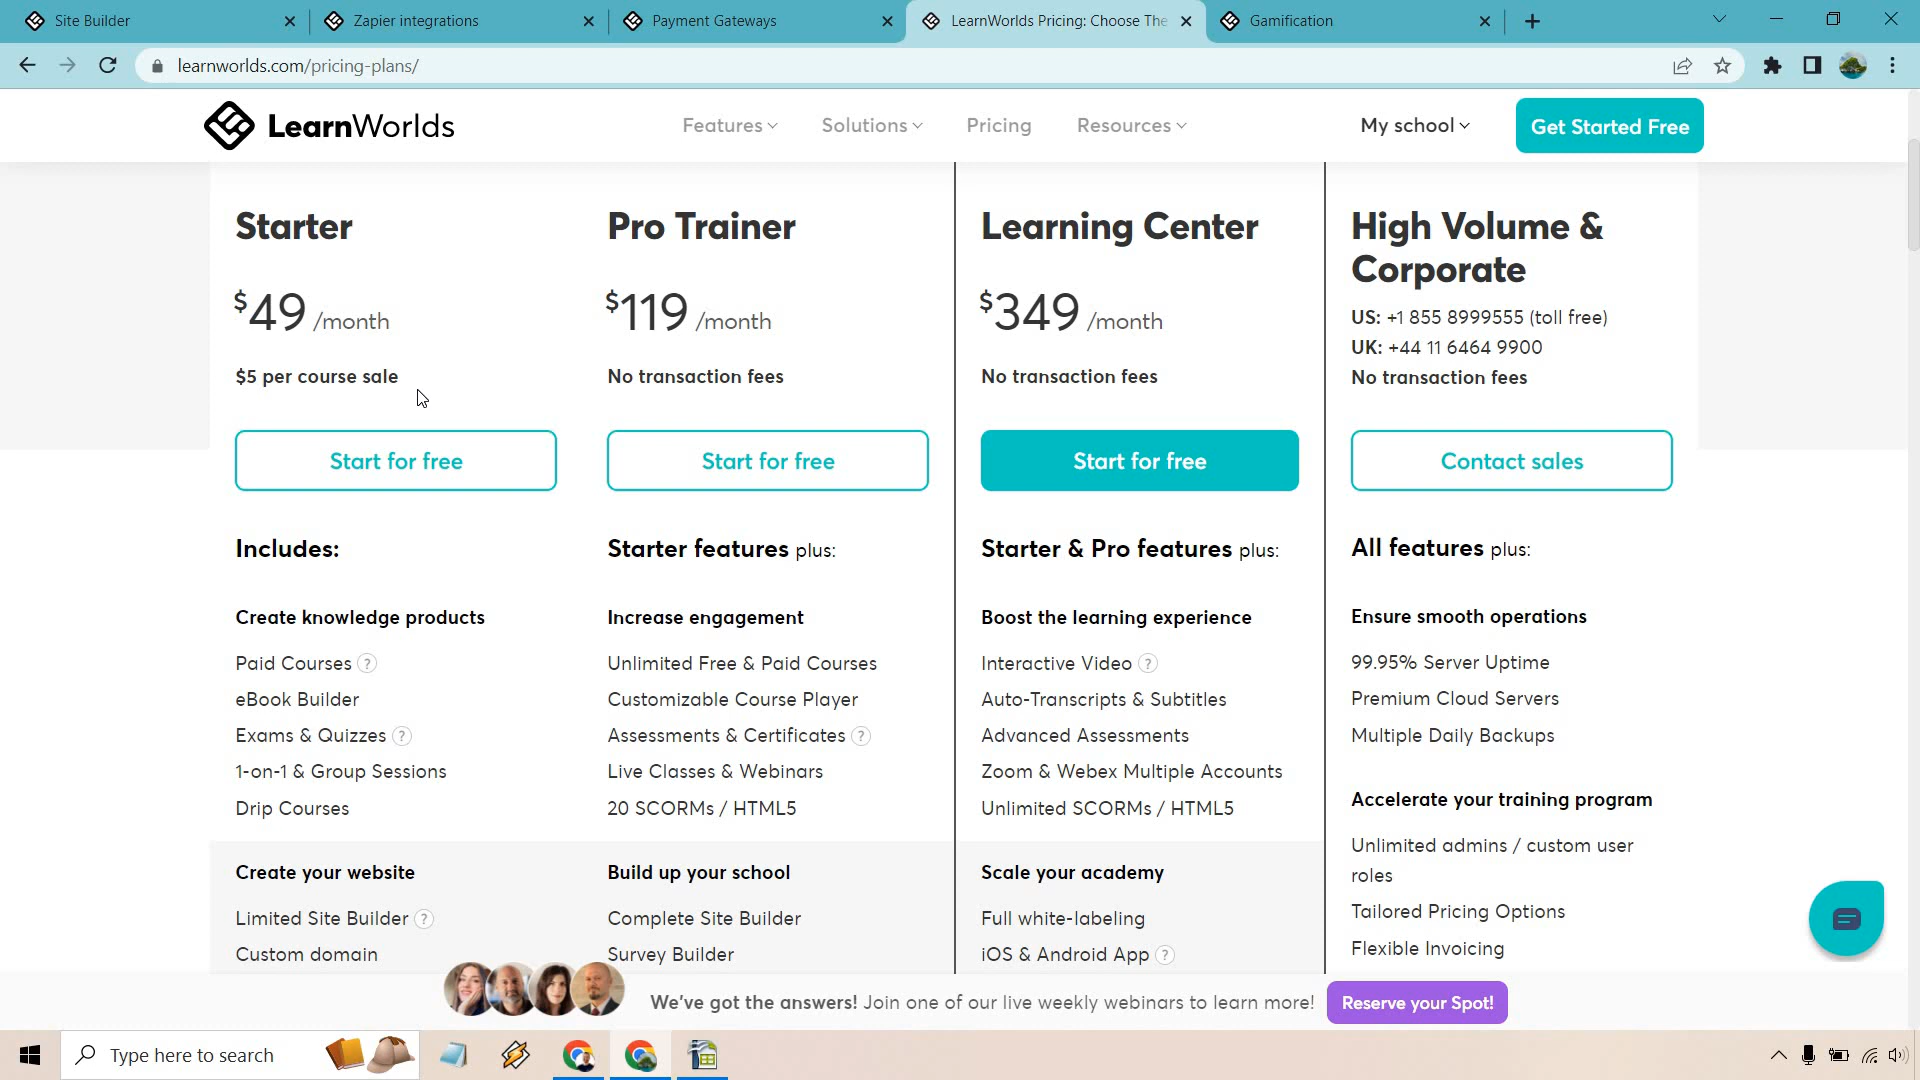 Site Builder
Zapier integrations
Payment Gateways
LearnWorlds Pricing: Choose The
Gamification
learnworlds.com/pricing-plans/
LearnWorlds
Features
Solutions
Pricing
Resources
My school
Get Started Free
Starter
$49 /month
$5 per course sale
Start for free
Includes:
Create knowledge products
Paid Courses ?
eBook Builder
Exams & Quizzes ?
1-on-1 & Group Sessions
Drip Courses
Create your website
Limited Site Builder ?
Custom domain
Pro Trainer
$119 /month
No transaction fees
Start for free
Starter features plus:
Increase engagement
Unlimited Free & Paid Courses
Customizable Course Player
Assessments & Certificates ?
Live Classes & Webinars
20 SCORMs / HTML5
Build up your school
Complete Site Builder
Survey Builder
Learning Center
$349 /month
No transaction fees
Start for free
Starter & Pro features plus:
Boost the learning experience
Interactive Video ?
Auto-Transcripts & Subtitles
Advanced Assessments
Zoom & Webex Multiple Accounts
Unlimited SCORMs / HTML5
Scale your academy
Full white-labeling
iOS & Android App ?
High Volume &
Corporate
US: +1 855 8999555 (toll free)
UK: +44 11 6464 9900
No transaction fees
Contact sales
All features plus:
Ensure smooth operations
99.95% Server Uptime
Premium Cloud Servers
Multiple Daily Backups
Accelerate your training program
Unlimited admins / custom user
roles
Tailored Pricing Options
Flexible Invoicing
We've got the answers! Join one of our live weekly webinars to learn more!
Reserve your Spot!
Type here to search